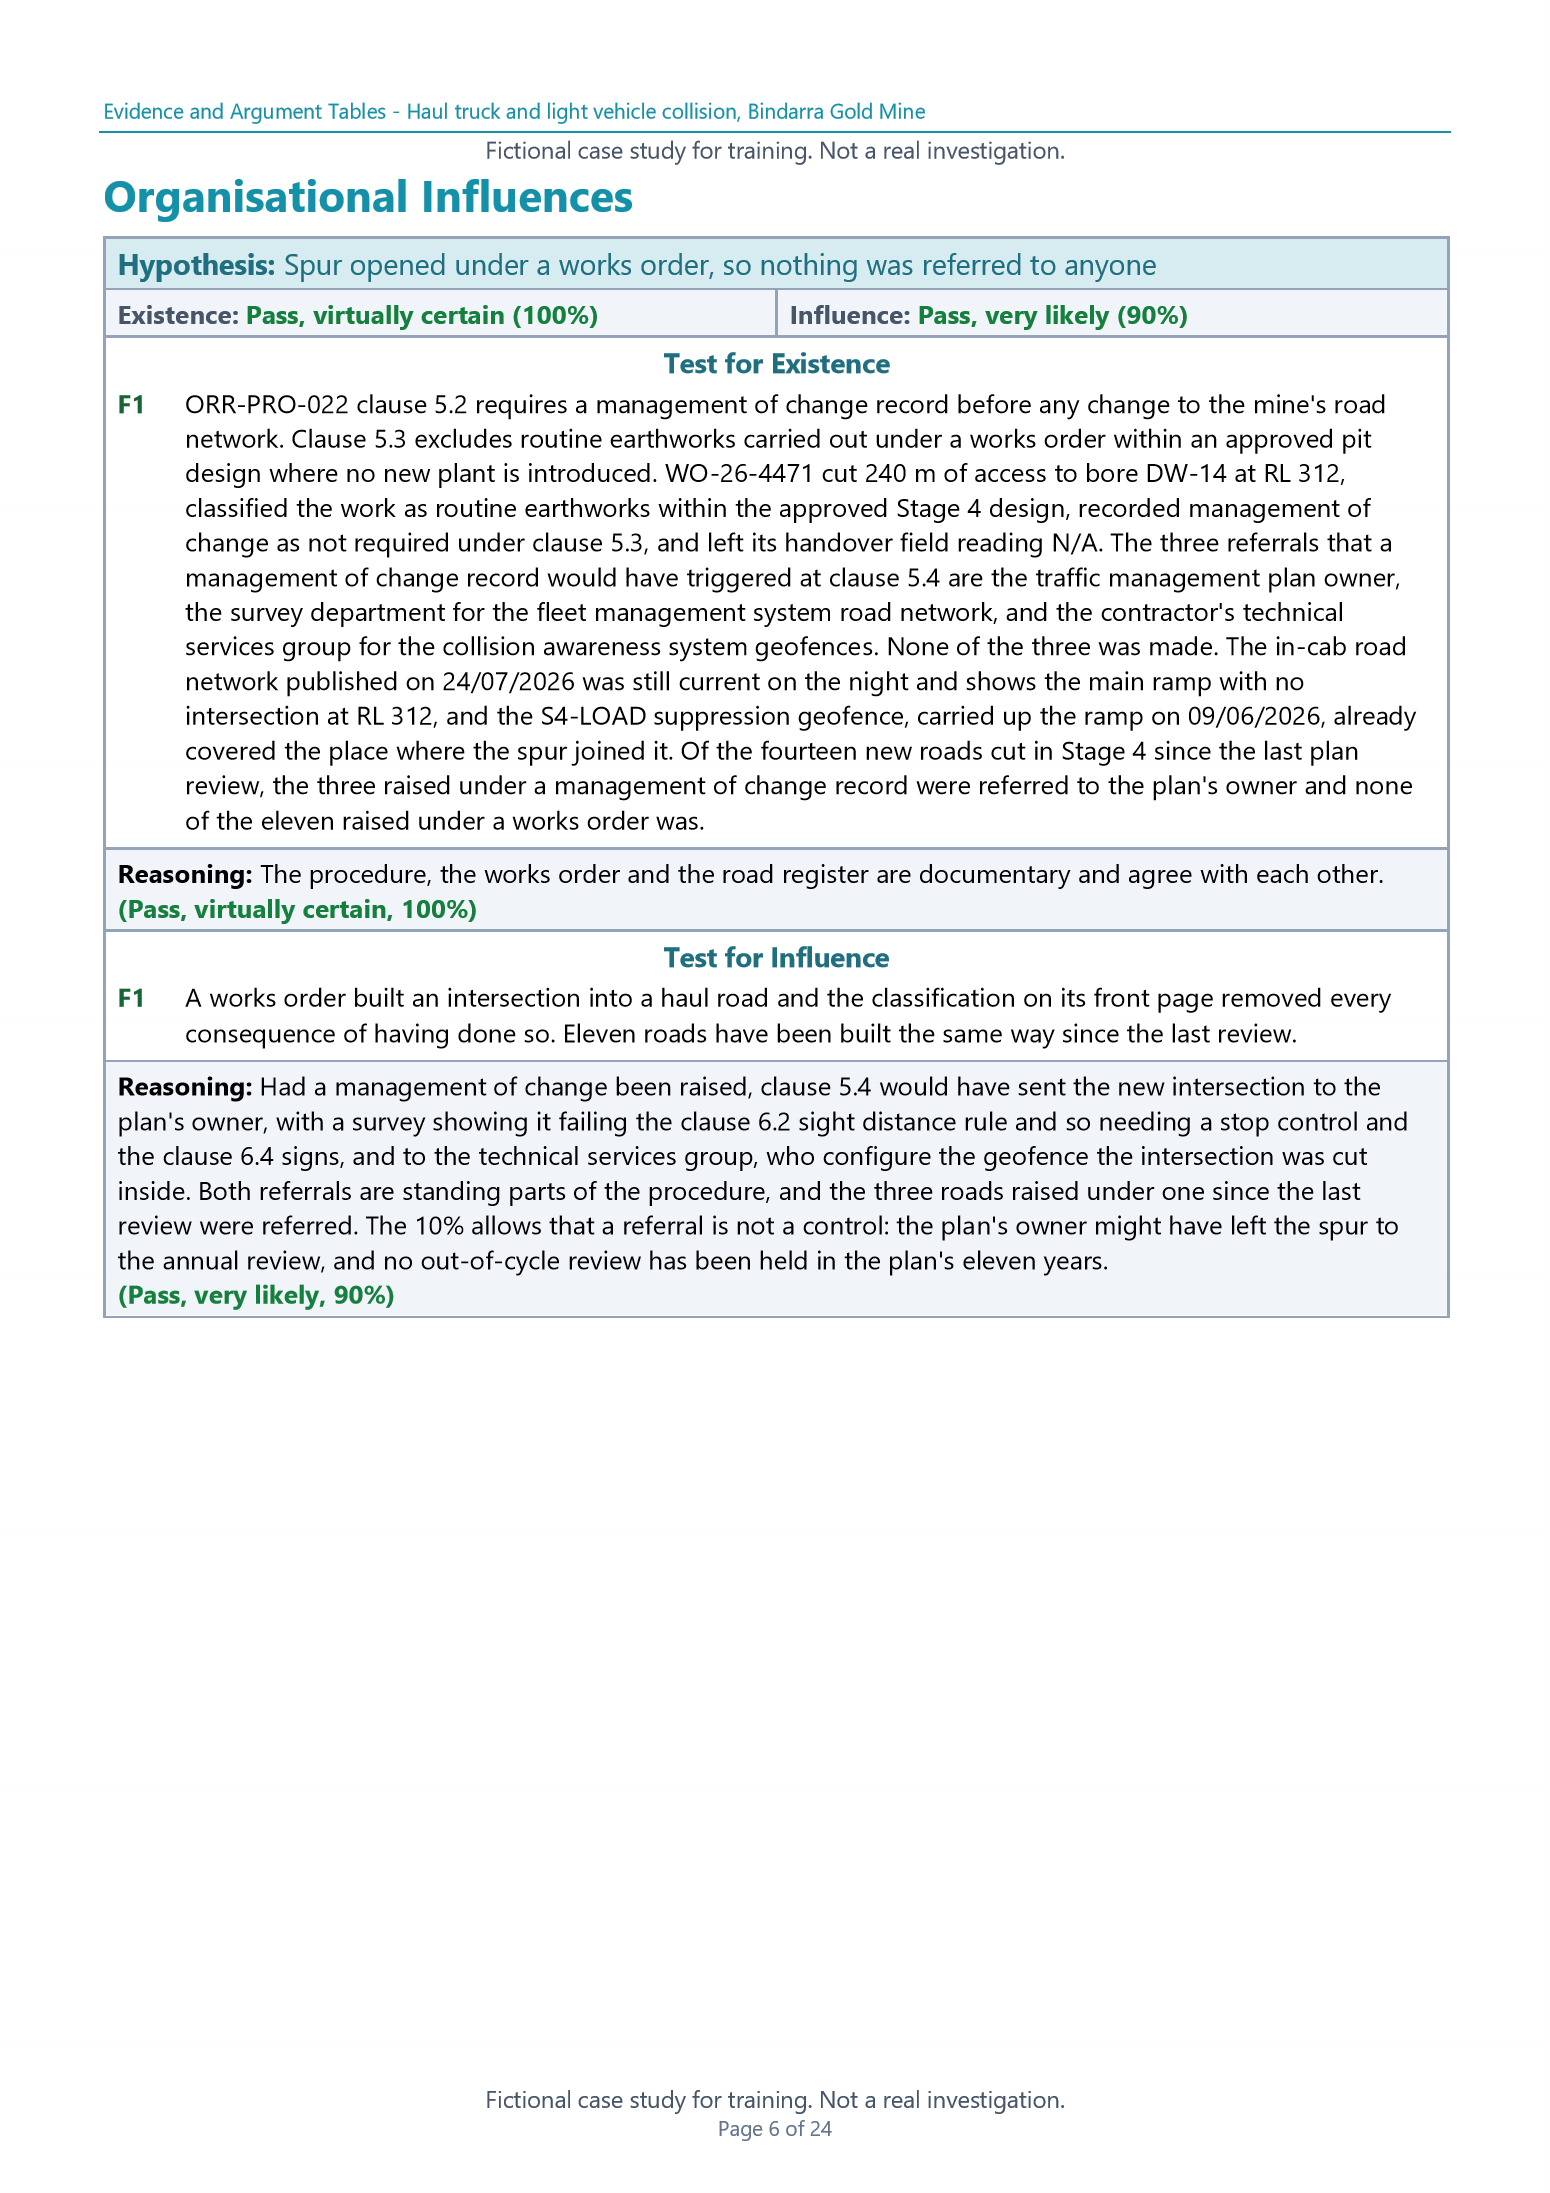 Evidence and Argument Tables - Haul truck and light vehicle collision, Bindarra Gold Mine
Fictional case study for training. Not a real investigation.
Organisational Influences
Hypothesis: Spur opened under a works order, so nothing was referred to anyone
Existence: Pass, virtually certain (100%)
Influence: Pass, very likely (90%)
Test for Existence
F1 ORR-PRO-022 clause 5.2 requires a management of change record before any change to the mine's road
network. Clause 5.3 excludes routine earthworks carried out under a works order within an approved pit
design where no new plant is introduced. WO-26-4471 cut 240 m of access to bore DW-14 at RL 312,
classified the work as routine earthworks within the approved Stage 4 design, recorded management of
change as not required under clause 5.3, and left its handover field reading N/A. The three referrals that a
management of change record would have triggered at clause 5.4 are the traffic management plan owner,
the survey department for the fleet management system road network, and the contractor's technical
services group for the collision awareness system geofences. None of the three was made. The in-cab road
network published on 24/07/2026 was still current on the night and shows the main ramp with no
intersection at RL 312, and the S4-LOAD suppression geofence, carried up the ramp on 09/06/2026, already
covered the place where the spur joined it. Of the fourteen new roads cut in Stage 4 since the last plan
review, the three raised under a management of change record were referred to the plan's owner and none
of the eleven raised under a works order was.
Reasoning: The procedure, the works order and the road register are documentary and agree with each other.
(Pass, virtually certain, 100%)
Test for Influence
F1 A works order built an intersection into a haul road and the classification on its front page removed every
consequence of having done so. Eleven roads have been built the same way since the last review.
Reasoning: Had a management of change been raised, clause 5.4 would have sent the new intersection to the
plan's owner, with a survey showing it failing the clause 6.2 sight distance rule and so needing a stop control and
the clause 6.4 signs, and to the technical services group, who configure the geofence the intersection was cut
inside. Both referrals are standing parts of the procedure, and the three roads raised under one since the last
review were referred. The 10% allows that a referral is not a control: the plan's owner might have left the spur to
the annual review, and no out-of-cycle review has been held in the plan's eleven years.
(Pass, very likely, 90%)
Fictional case study for training. Not a real investigation.
Page 6 of 24